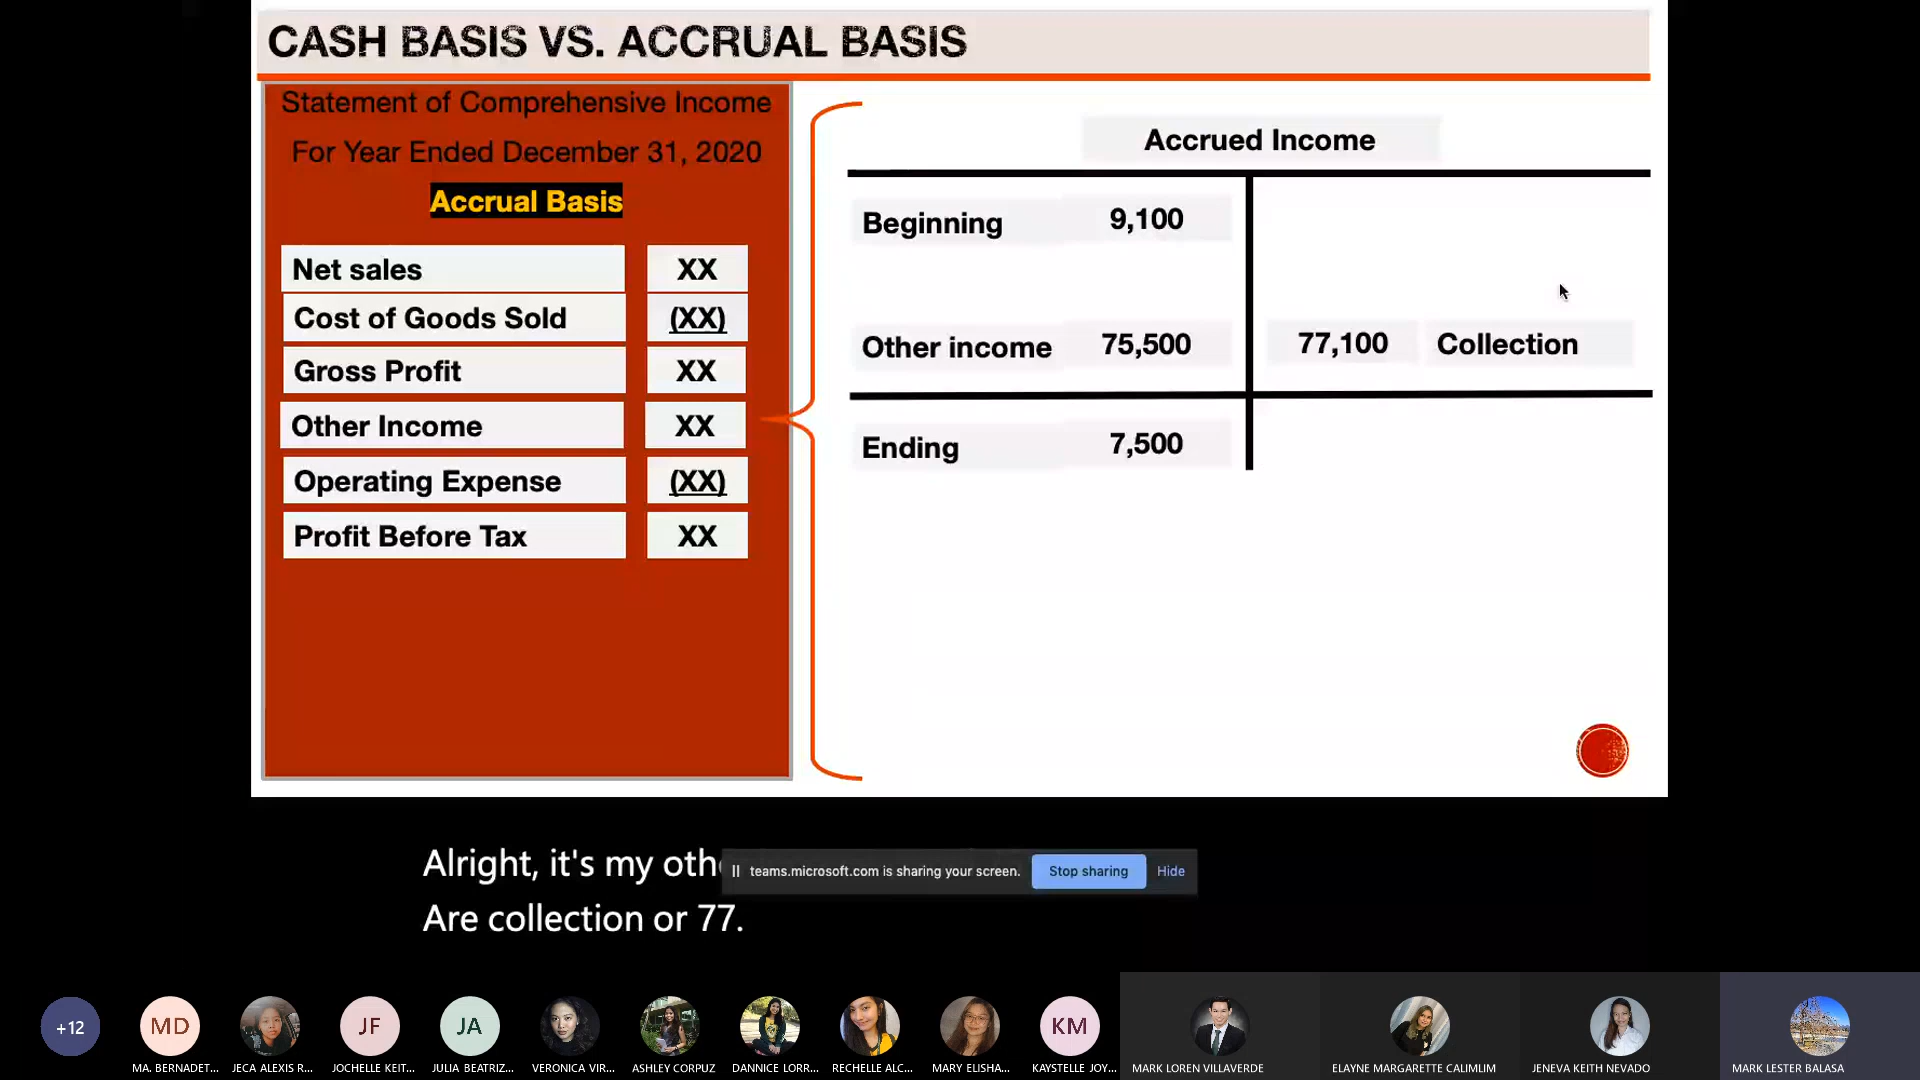 CASH BASIS VS. ACCRUAL BASIS
Statement of Comprehensive Income
For Year Ended December 31, 2020
Accrual Basis
Net sales XX
Cost of Goods Sold (XX)
Gross Profit XX
Other Income XX
Operating Expense (XX)
Profit Before Tax XX
Accrued Income
Beginning 9,100
Other income 75,500 77,100 Collection
Ending 7,500
Alright, it's my oth
teams.microsoft.com is sharing your screen. Stop sharing Hide
Are collection or 77.
+12 MD JF JA KM
MA. BERNADET... JECA ALEXIS R... JOCHELLE KEIT... JULIA BEATRIZ... VERONICA VIR... ASHLEY CORPUZ DANNICE LORR... RECHELLE ALC... MARY ELISHA... KAYSTELLE JOY... MARK LOREN VILLAVERDE ELAYNE MARGARETTE CALIMLIM JENEVA KEITH NEVADO MARK LESTER BALASA